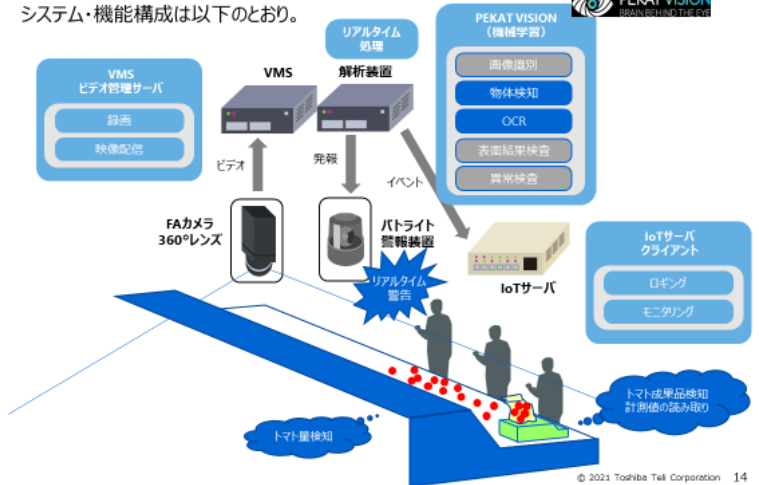 システム・機能構成は以下のとおり。
PEKAT VISION
BRAIN BEHIND THE EYE
リアルタイム
処理
PEKAT VISION
（機械学習）
画像識別
物体検知
OCR
表面結果検査
異常検査
VMS
ビデオ管理サーバ
録画
映像配信
VMS
解析装置
ビデオ
発報
イベント
FAカメラ
360°レンズ
パトライト
警報装置
リアルタイム
警告
IoTサーバ
IoTサーバ
クライアント
ロギング
モニタリング
トマト量検知
トマト成果品検知
計測値の読み取り
© 2021 Toshiba Teli Corporation 14